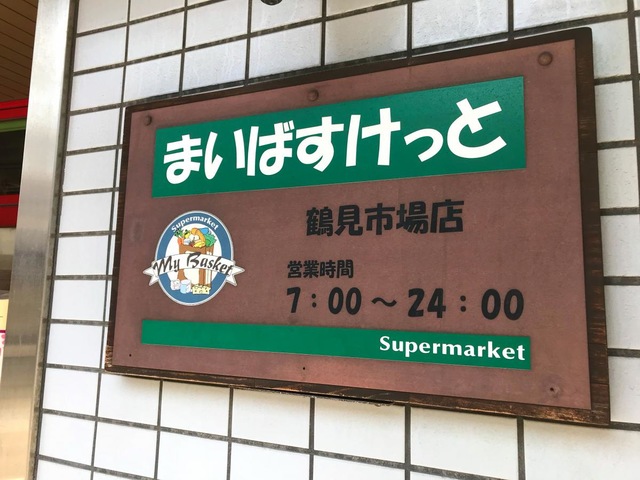 まいばすけっと
鶴見市場店
Supermarket
My Basket
営業時間
7：00～24：00
Supermarket